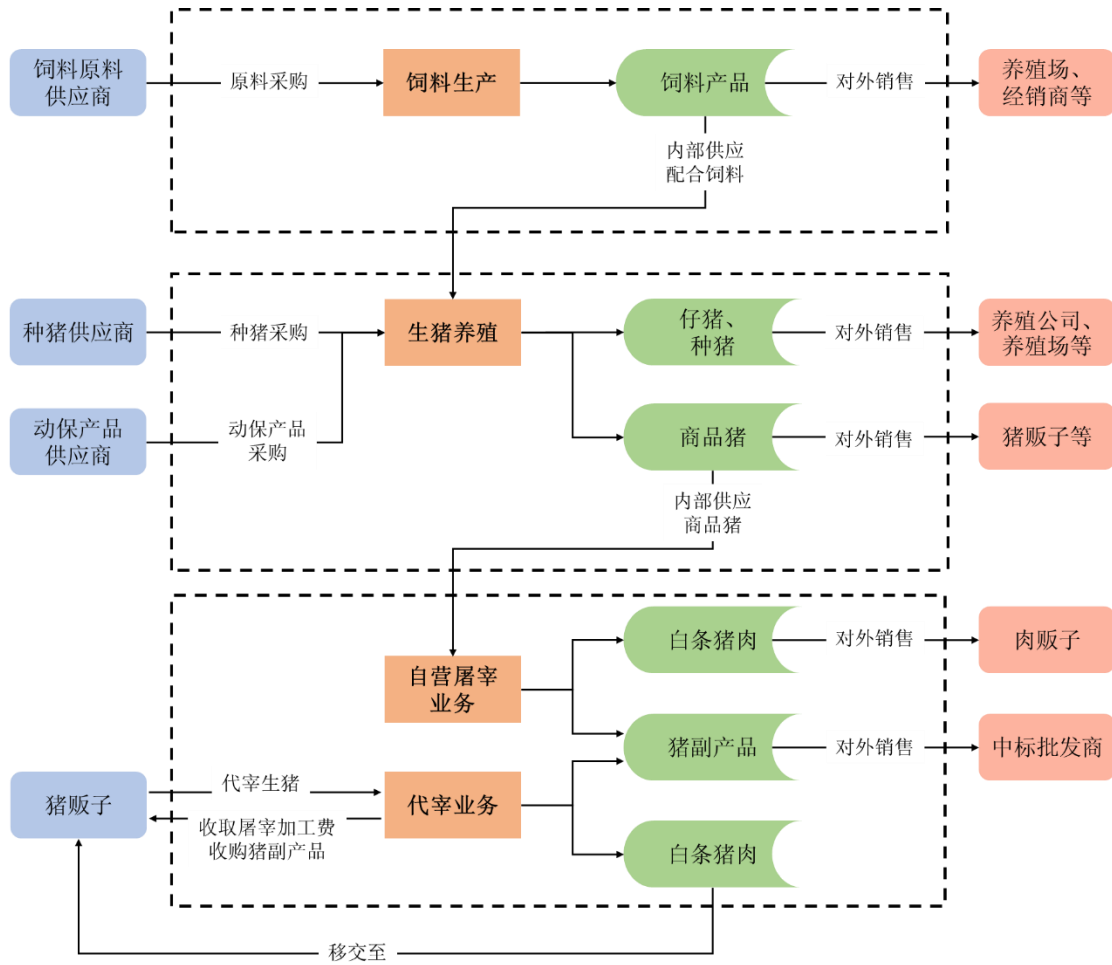 饲料原料
供应商
原料采购
饲料生产
饲料产品
对外销售
养殖场、
经销商等
内部供应
配合饲料
种猪供应商
种猪采购
生猪养殖
仔猪、
种猪
对外销售
养殖公司、
养殖场等
动保产品
供应商
动保产品
采购
商品猪
对外销售
猪贩子等
内部供应
商品猪
自营屠宰
业务
白条猪肉
对外销售
肉贩子
猪副产品
对外销售
中标批发商
猪贩子
代宰生猪
收取屠宰加工费
收购猪副产品
代宰业务
白条猪肉
移交至